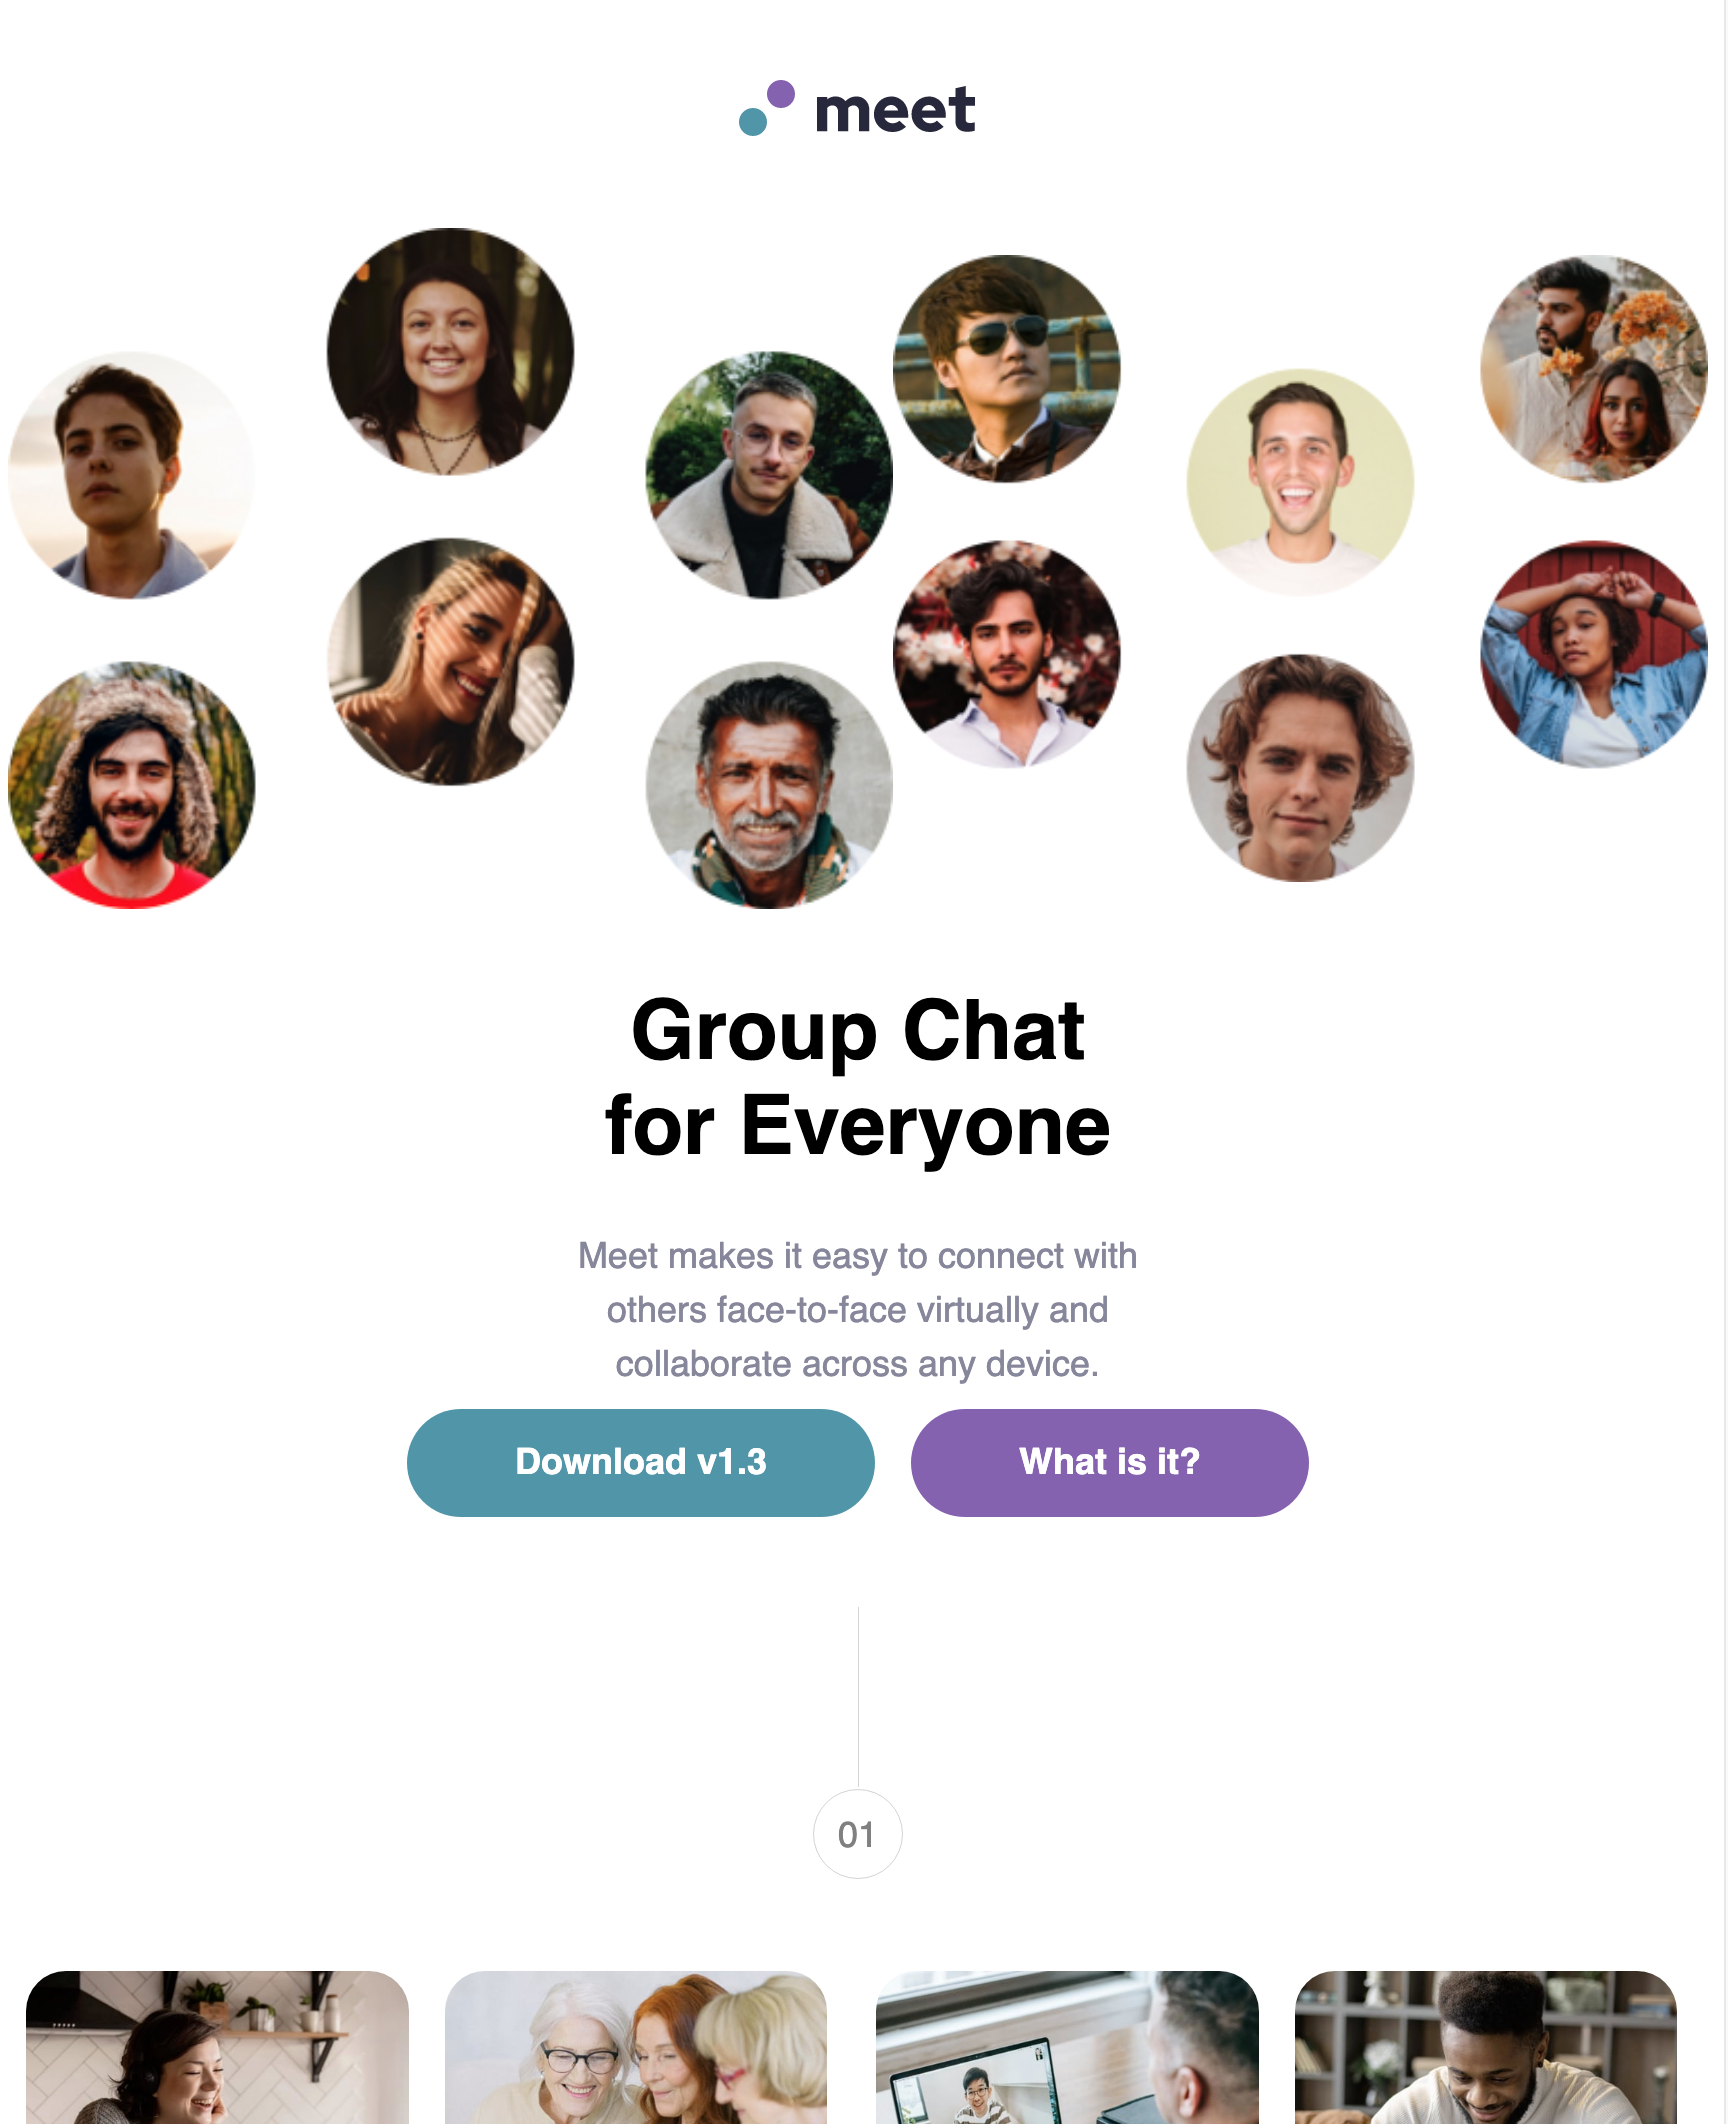 meet
Group Chat
for Everyone
Meet makes it easy to connect with
others face-to-face virtually and
collaborate across any device.
Download v1.3
What is it?
01